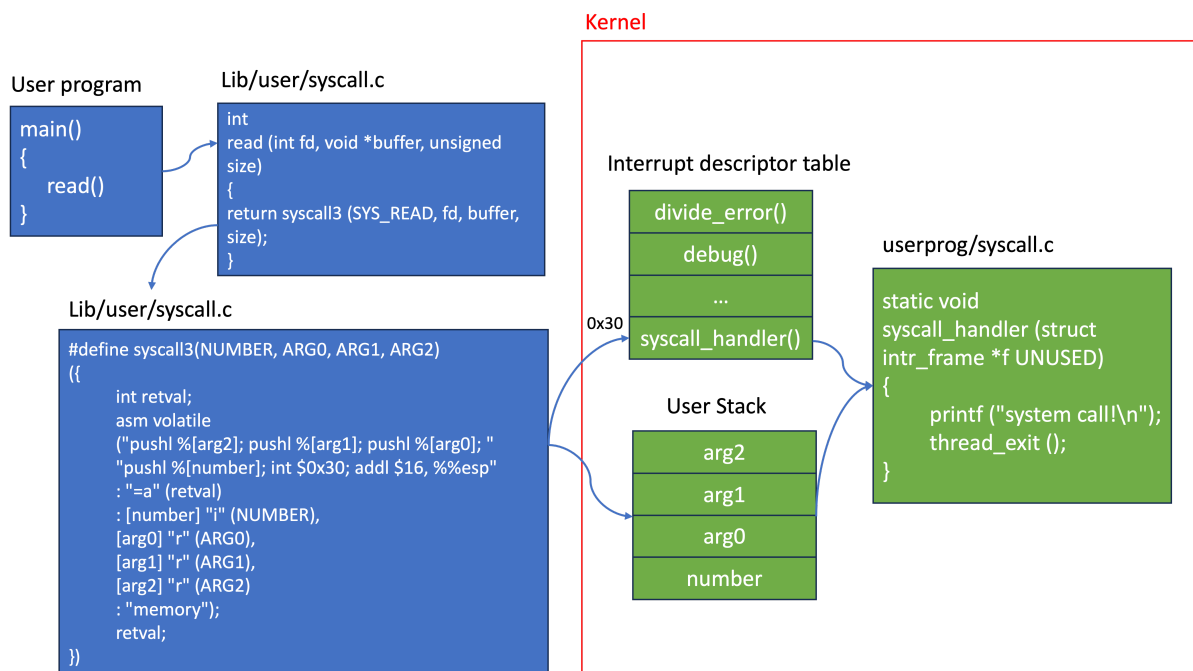 Kernel
User program
main()
{
read()
}
Lib/user/syscall.c
int
read (int fd, void *buffer, unsigned
size)
{
return syscall3 (SYS_READ, fd, buffer,
size);
}
Lib/user/syscall.c
#define syscall3(NUMBER, ARG0, ARG1, ARG2)
({
int retval;
asm volatile
("pushl %[arg2]; pushl %[arg1]; pushl %[arg0]; "
"pushl %[number]; int $0x30; addl $16, %%esp"
: "=a" (retval)
: [number] "i" (NUMBER),
[arg0] "r" (ARG0),
[arg1] "r" (ARG1),
[arg2] "r" (ARG2)
: "memory");
retval;
})
Interrupt descriptor table
divide_error()
debug()
...
0x30
syscall_handler()
User Stack
arg2
arg1
arg0
number
userprog/syscall.c
static void
syscall_handler (struct
intr_frame *f UNUSED)
{
printf ("system call!\n");
thread_exit ();
}